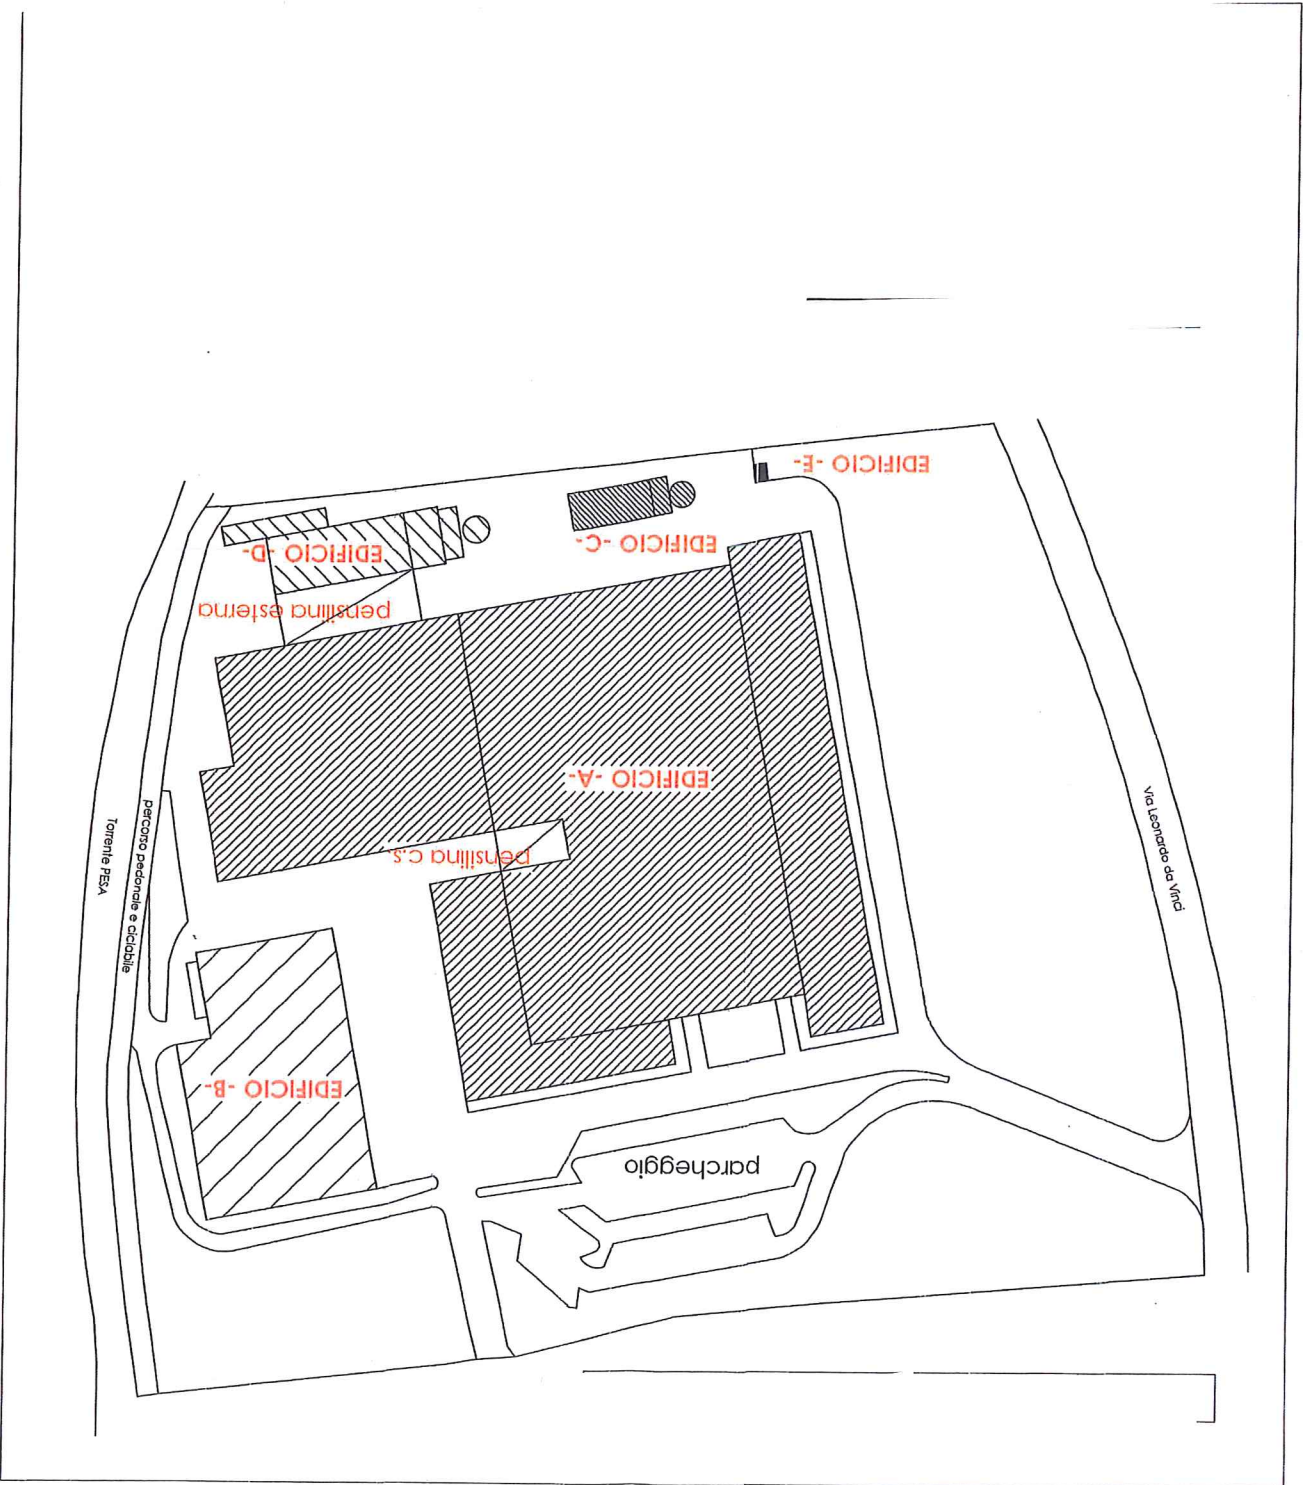 parcheggio
EDIFICIO -B-
Via Leonardo da Vinci
pensilina c.s.
percorso pedonale e ciclabile
Torrente PESA
EDIFICIO -A-
pensilina esterna
EDIFICIO -C-
EDIFICIO -D-
EDIFICIO -E-